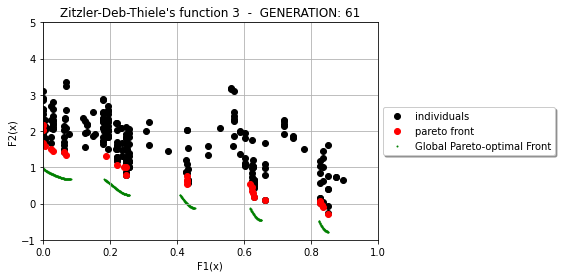 Zitzler-Deb-Thiele's function 3 - GENERATION: 61
5
4
3
2
1
0
−1
F2(x)
0.0 0.2 0.4 0.6 0.8 1.0
F1(x)
individuals
pareto front
Global Pareto-optimal Front